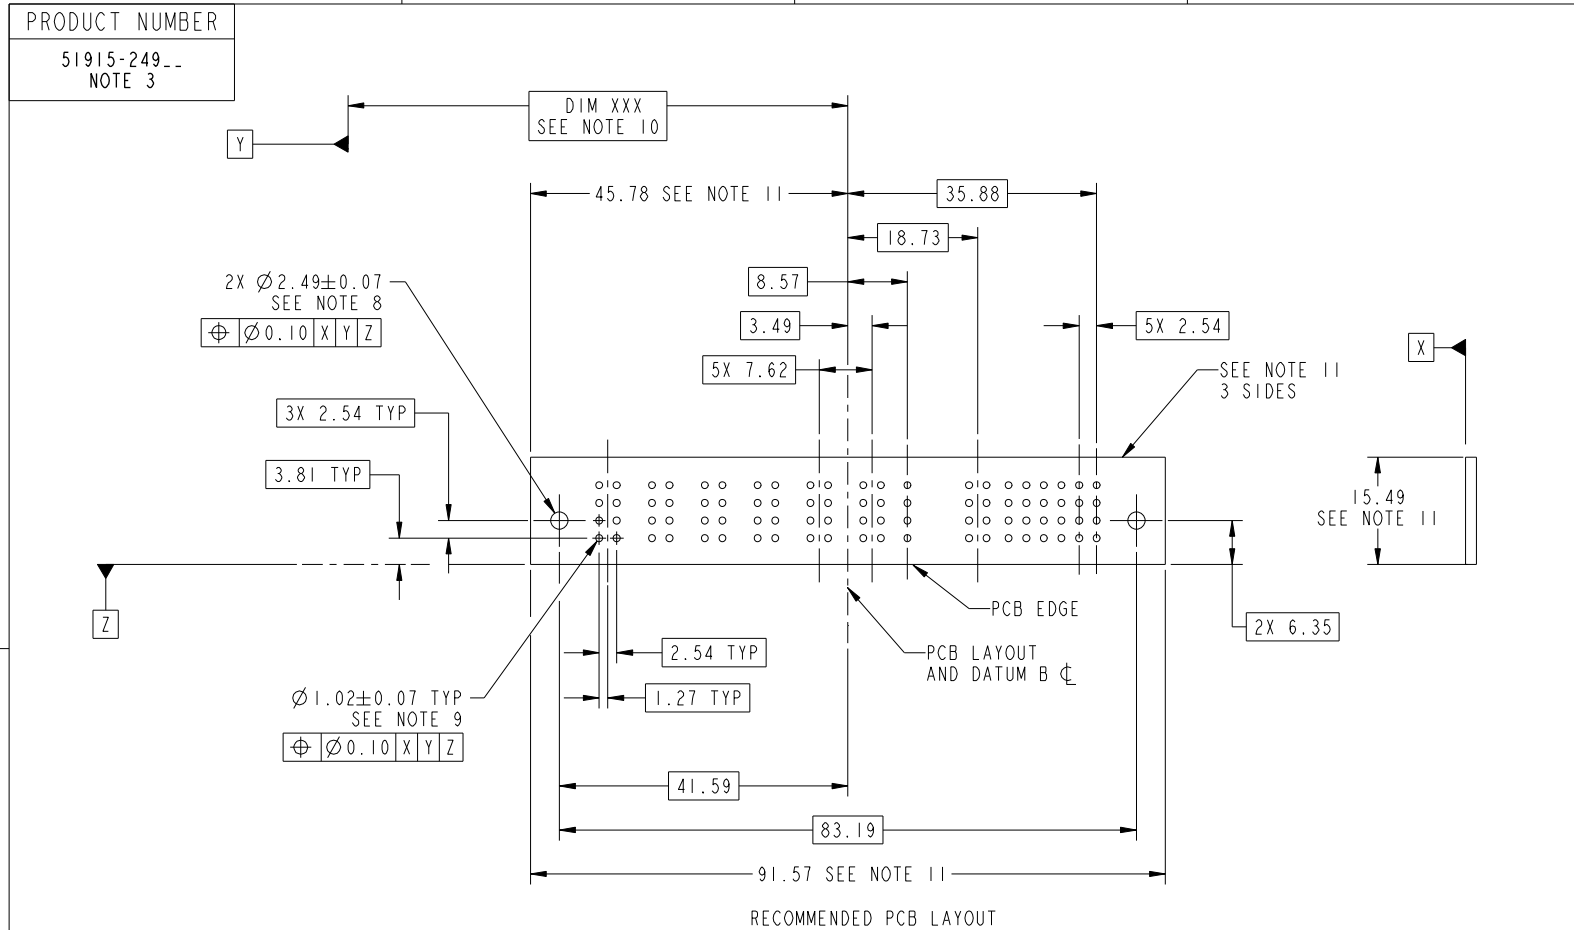 PRODUCT NUMBER
51915-249__
NOTE 3
DIM XXX
SEE NOTE 10
Y
45.78 SEE NOTE 11
35.88
18.73
2X Ø2.49±0.07
SEE NOTE 8
⌖ Ø0.10 X Y Z
8.57
3.49
5X 2.54
X
5X 7.62
SEE NOTE 11
3 SIDES
3X 2.54 TYP
3.81 TYP
15.49
SEE NOTE 11
Z
PCB EDGE
2X 6.35
2.54 TYP
PCB LAYOUT
AND DATUM B ℄
Ø1.02±0.07 TYP
SEE NOTE 9
⌖ Ø0.10 X Y Z
1.27 TYP
41.59
83.19
91.57 SEE NOTE 11
RECOMMENDED PCB LAYOUT